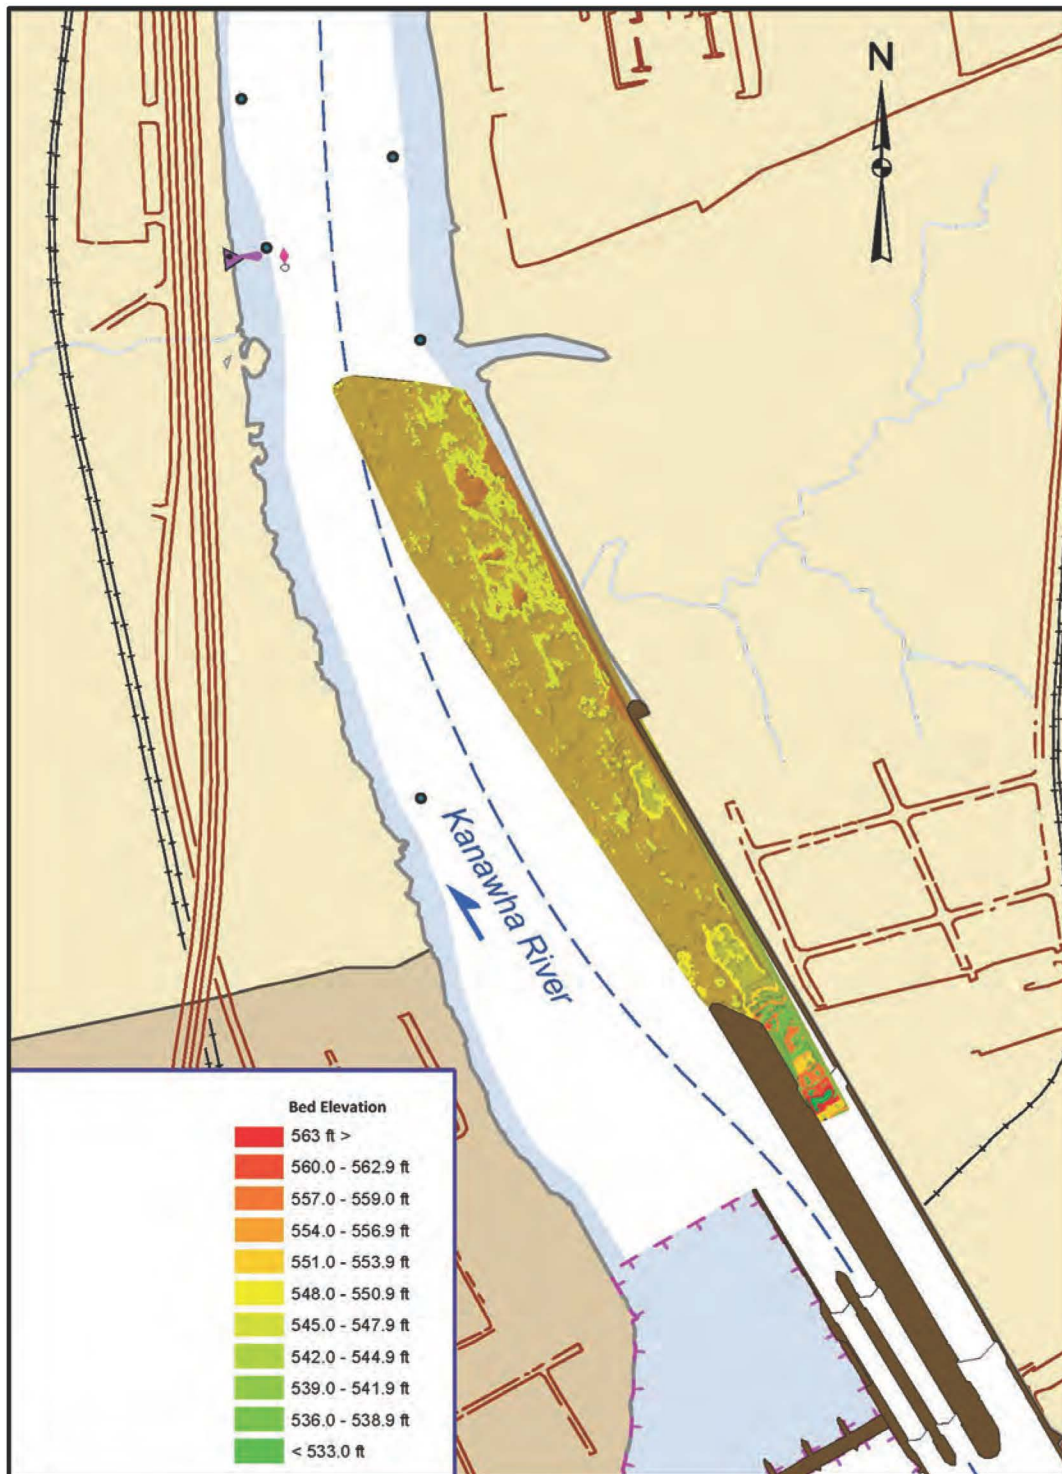 N
Kanawha River
Bed Elevation
563 ft >
560.0 - 562.9 ft
557.0 - 559.0 ft
554.0 - 556.9 ft
551.0 - 553.9 ft
548.0 - 550.9 ft
545.0 - 547.9 ft
542.0 - 544.9 ft
539.0 - 541.9 ft
536.0 - 538.9 ft
< 533.0 ft